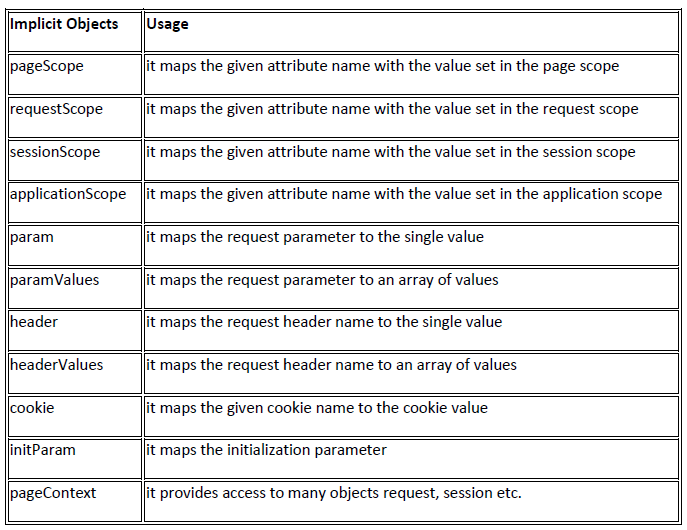 Implicit Objects Usage
pageScope it maps the given attribute name with the value set in the page scope
requestScope it maps the given attribute name with the value set in the request scope
sessionScope it maps the given attribute name with the value set in the session scope
applicationScope it maps the given attribute name with the value set in the application scope
param it maps the request parameter to the single value
paramValues it maps the request parameter to an array of values
header it maps the request header name to the single value
headerValues it maps the request header name to an array of values
cookie it maps the given cookie name to the cookie value
initParam it maps the initialization parameter
pageContext it provides access to many objects request, session etc.